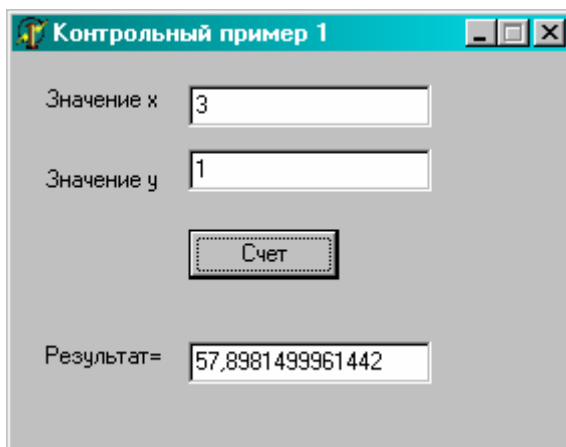 Контрольный пример 1
Значение x
3
Значение y
1
Счет
Результат=
57,8981499961442